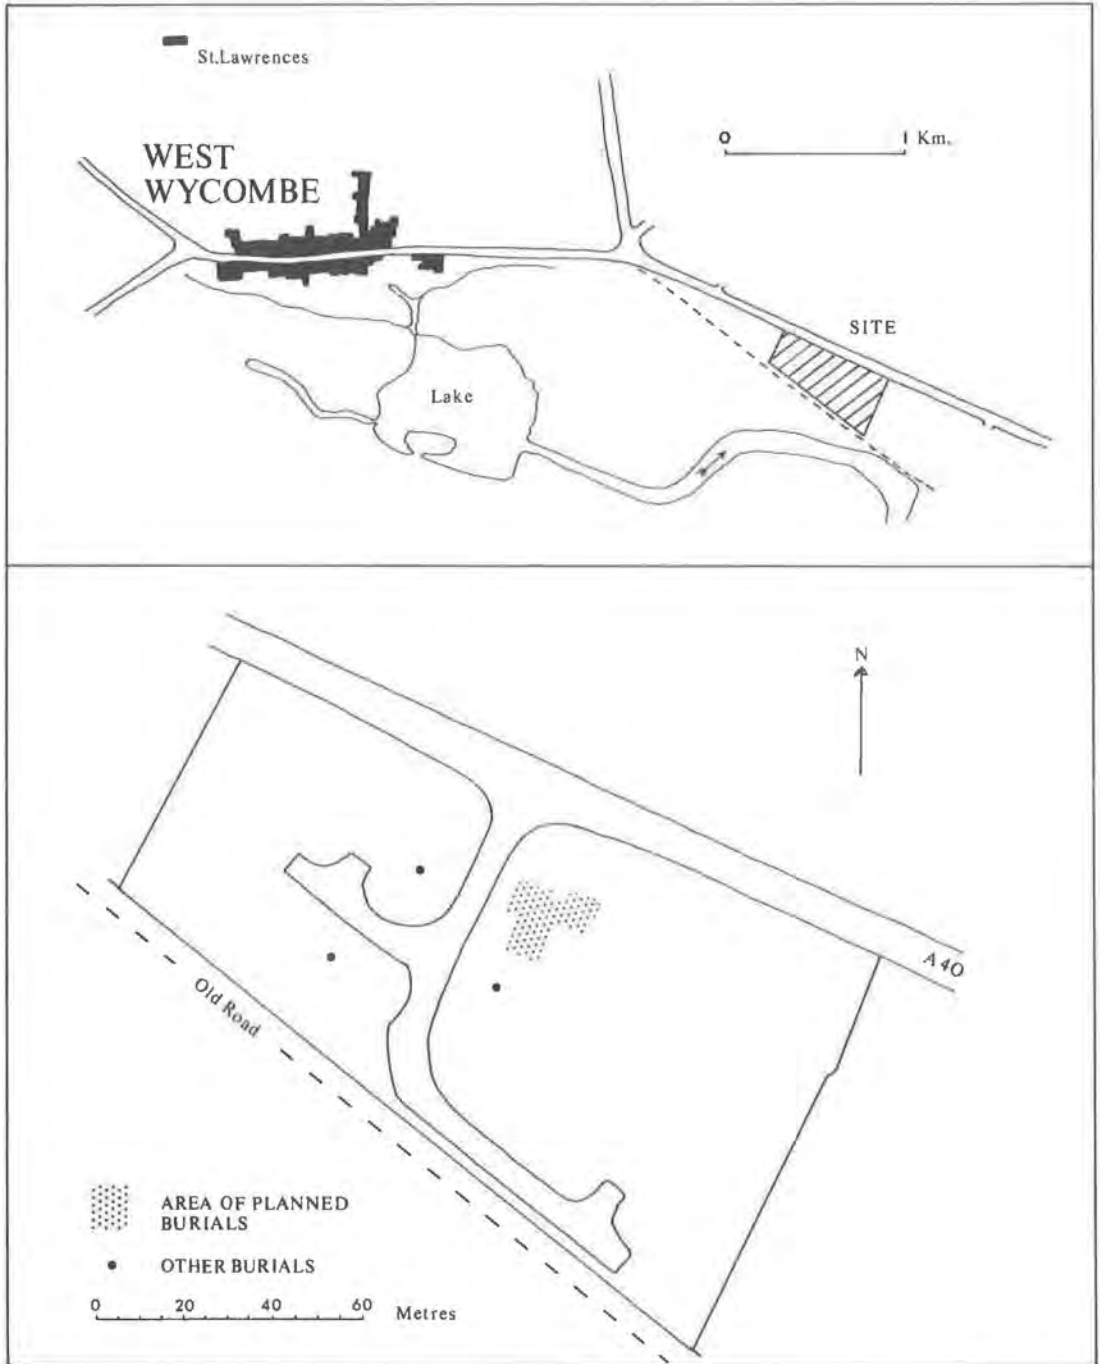 St.Lawrences
WEST
WYCOMBE
0 1 Km.
SITE
Lake
N
A40
Old Road
AREA OF PLANNED
BURIALS
OTHER BURIALS
0 20 40 60 Metres